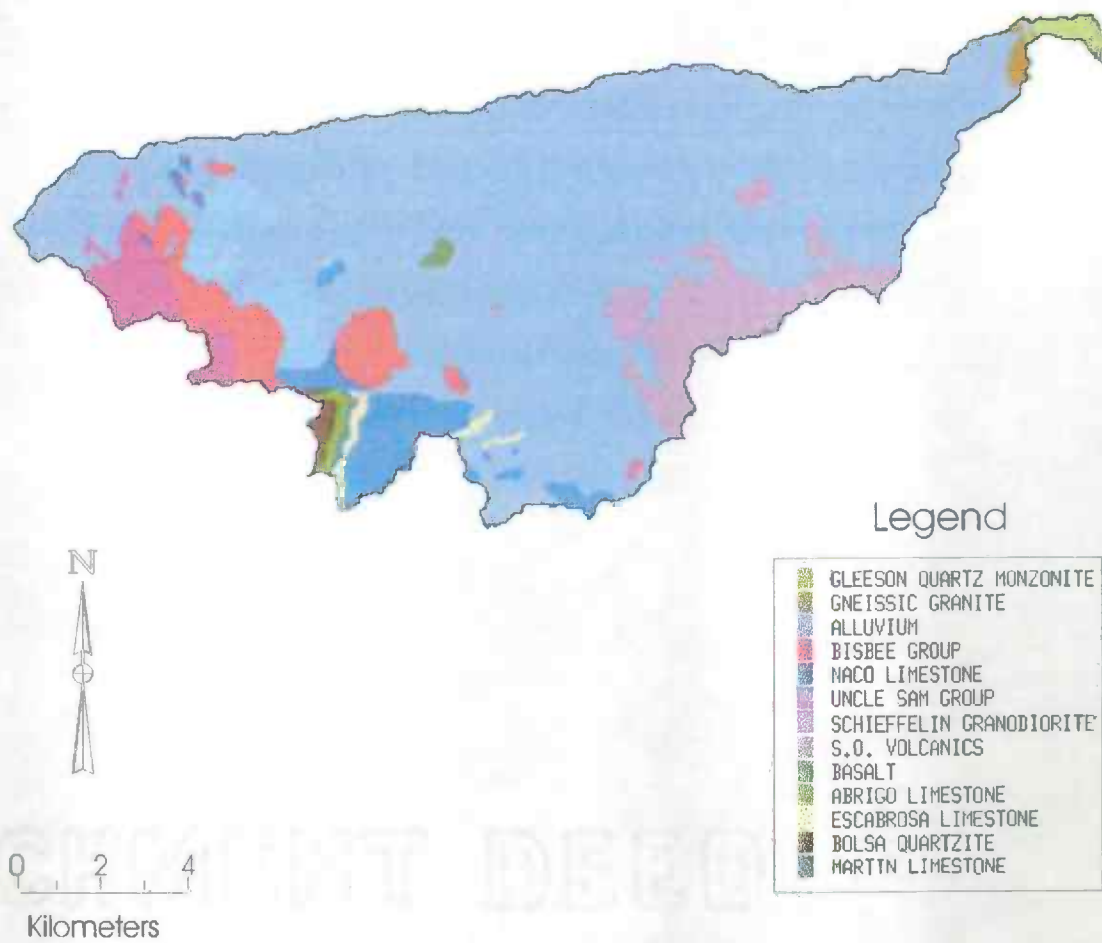 Legend
GLEESON QUARTZ MONZONITE
GNEISSIC GRANITE
ALLUVIUM
BISBEE GROUP
NACO LIMESTONE
UNCLE SAM GROUP
SCHIEFFELIN GRANODIORITE
S.O. VOLCANICS
BASALT
ABRIGO LIMESTONE
ESCABROSA LIMESTONE
BOLSA QUARTZITE
MARTIN LIMESTONE
N
0 2 4
Kilometers